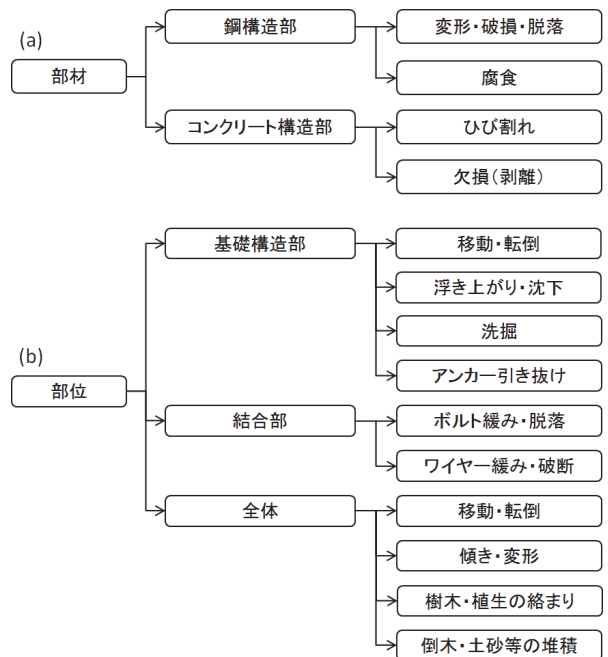 (a)
部材
鋼構造部
変形・破損・脱落
腐食
コンクリート構造部
ひび割れ
欠損(剥離)
(b)
部位
基礎構造部
移動・転倒
浮き上がり・沈下
洗掘
アンカー引き抜け
結合部
ボルト緩み・脱落
ワイヤー緩み・破断
全体
移動・転倒
傾き・変形
樹木・植生の絡まり
倒木・土砂等の堆積